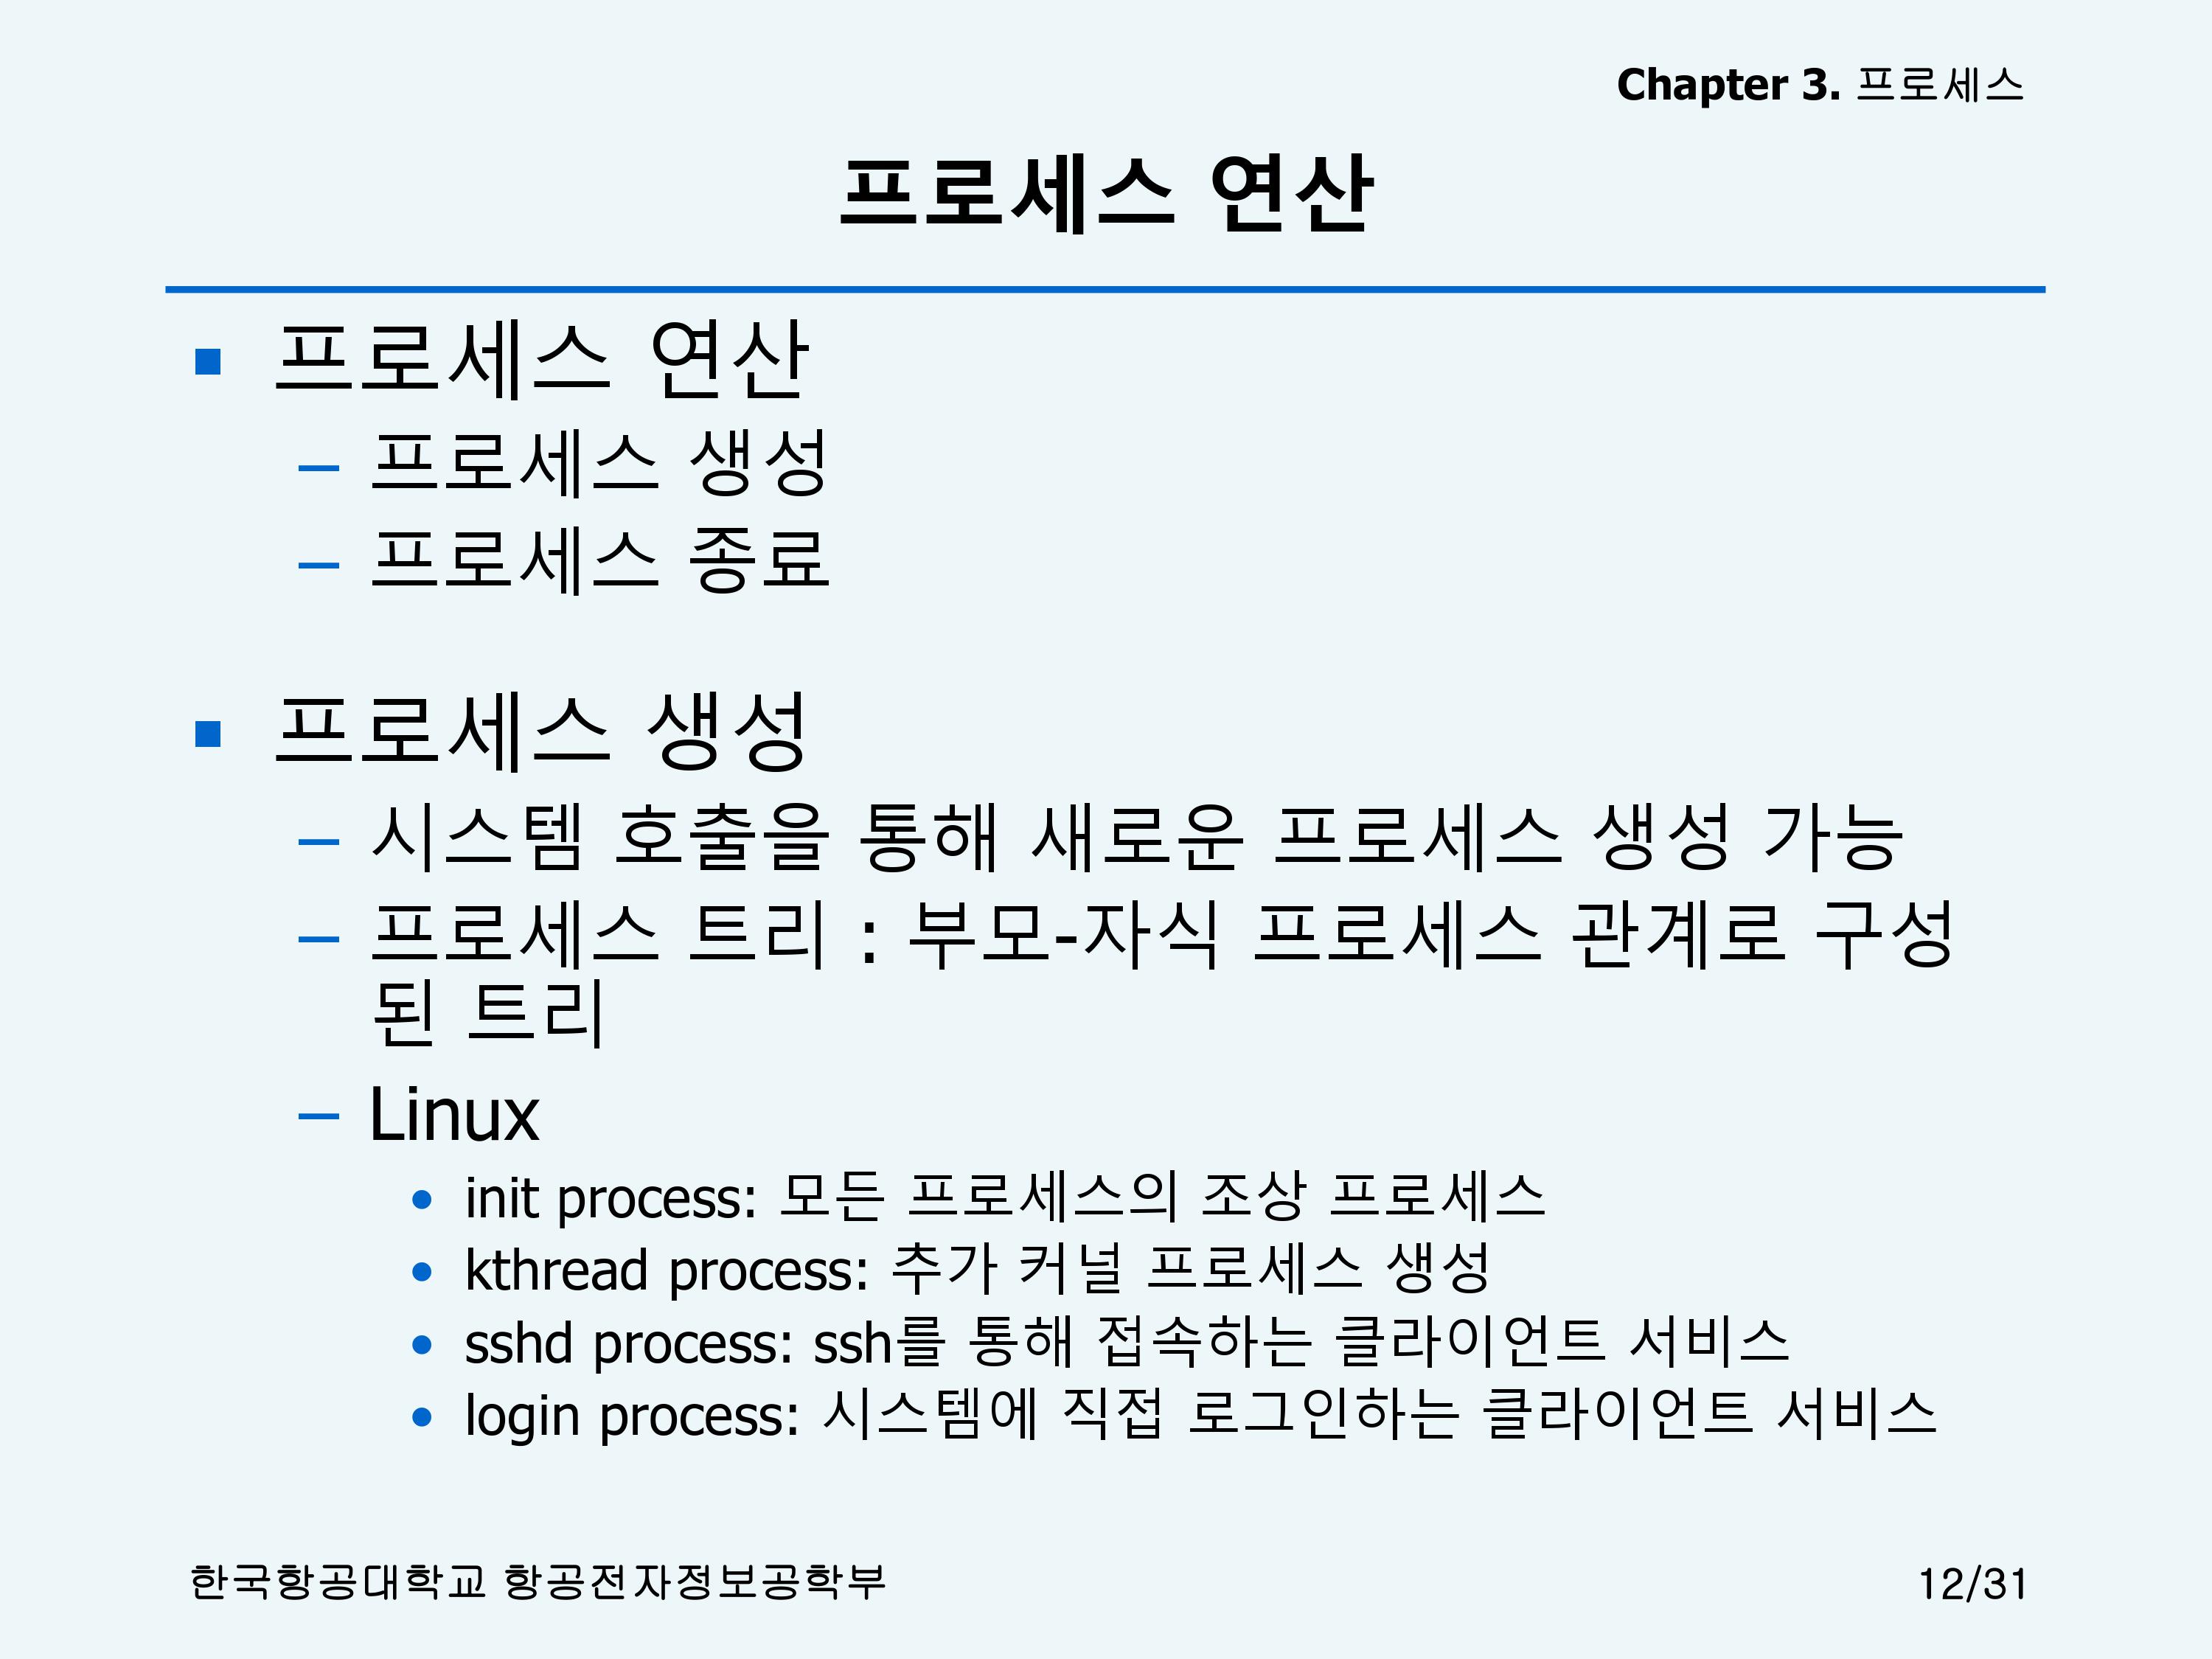 Chapter 3. 프로세스
프로세스 연산
▪ 프로세스 연산
– 프로세스 생성
– 프로세스 종료
▪ 프로세스 생성
– 시스템 호출을 통해 새로운 프로세스 생성 가능
– 프로세스 트리 : 부모-자식 프로세스 관계로 구성
된 트리
– Linux
• init process: 모든 프로세스의 조상 프로세스
• kthread process: 추가 커널 프로세스 생성
• sshd process: ssh를 통해 접속하는 클라이언트 서비스
• login process: 시스템에 직접 로그인하는 클라이언트 서비스
한국항공대학교 항공전자정보공학부
12/31